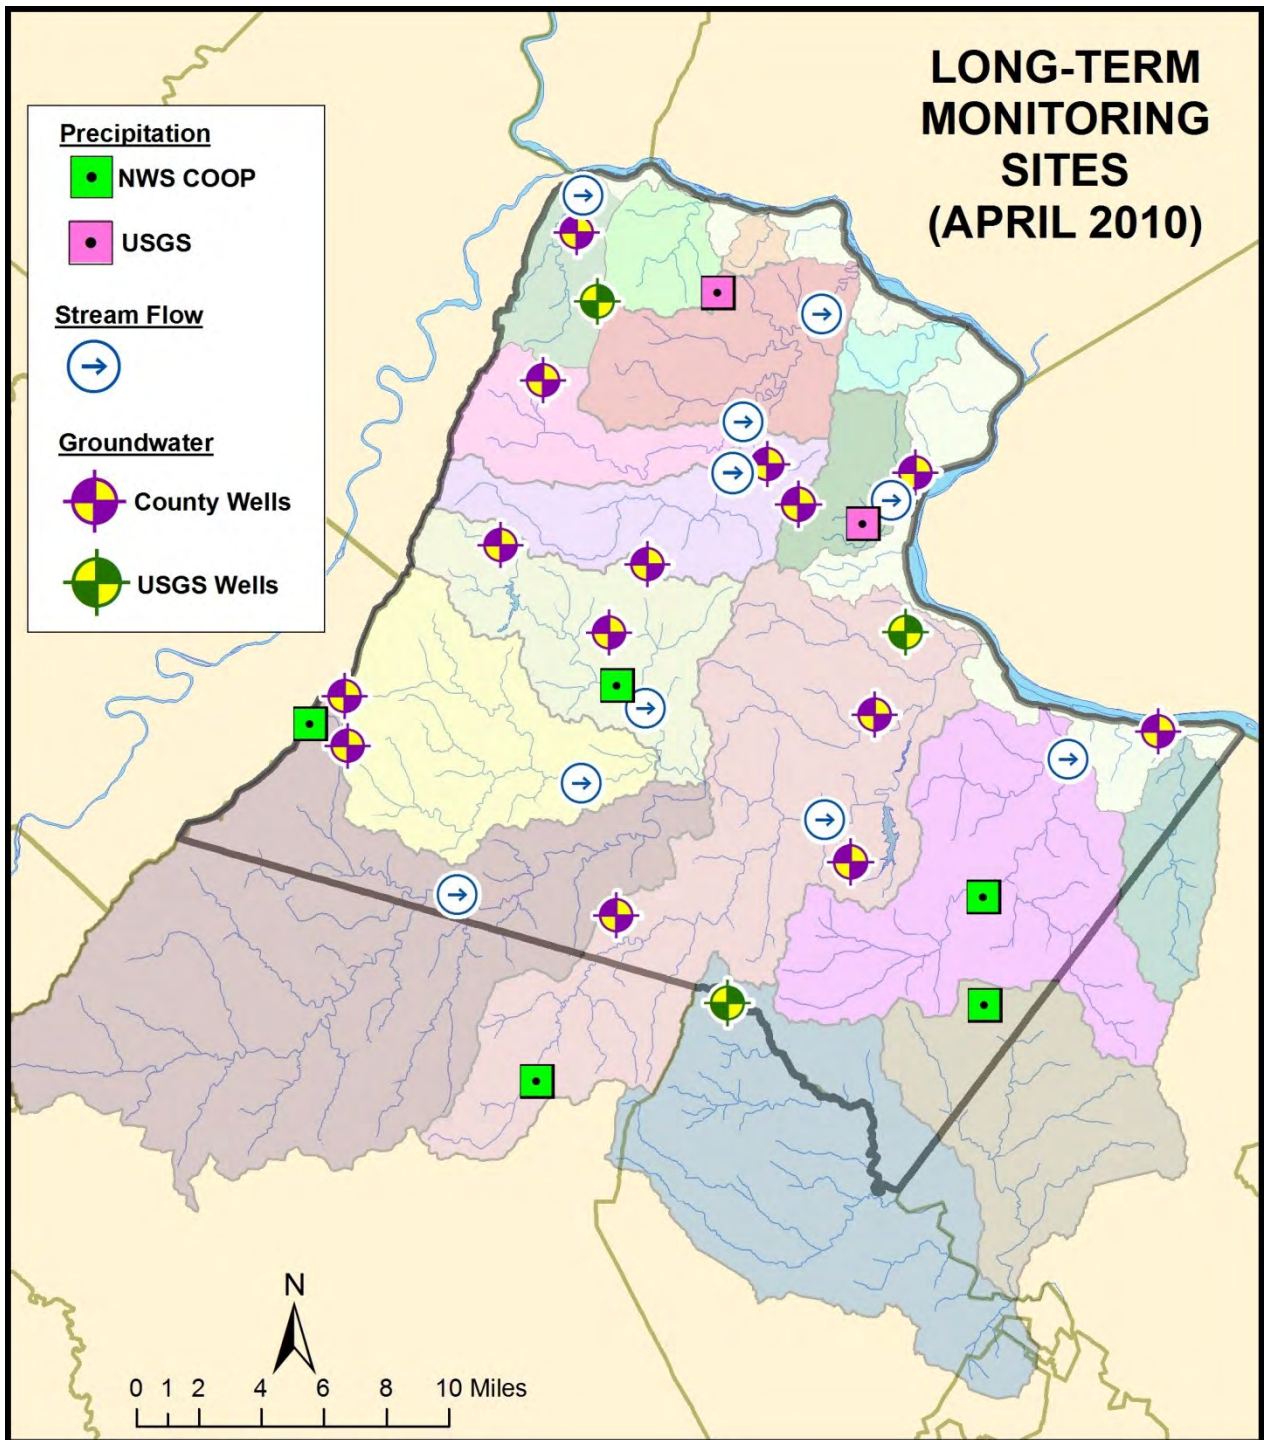 LONG-TERM
MONITORING
SITES
(APRIL 2010)
Precipitation
NWS COOP
USGS
Stream Flow
Groundwater
County Wells
USGS Wells
N
0 1 2 4 6 8 10 Miles